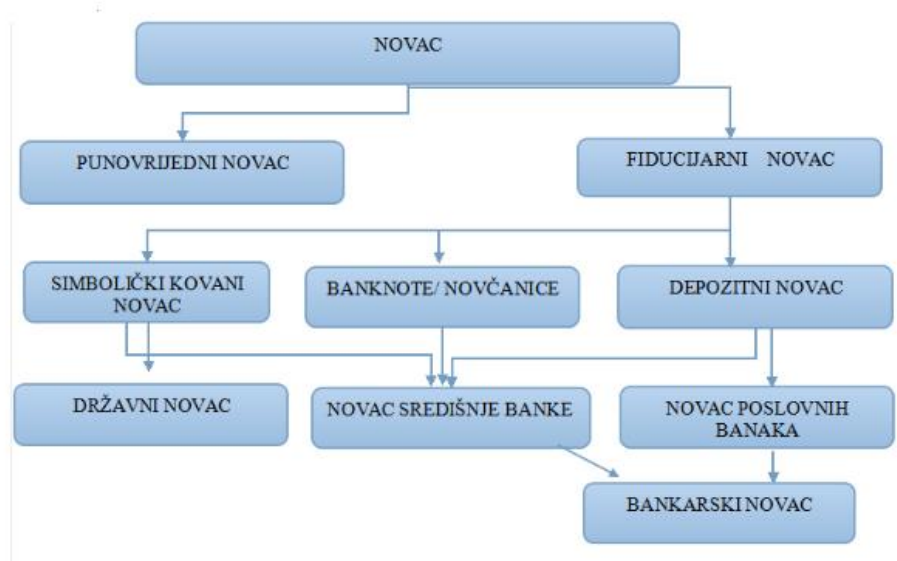 NOVAC
PUNOVRIJEDNI NOVAC
FIDUCIJARNI NOVAC
SIMBOLIČKI KOVANI
NOVAC
BANKNOTE/ NOVČANICE
DEPOZITNI NOVAC
DRŽAVNI NOVAC
NOVAC SREDIŠNJE BANKE
NOVAC POSLOVNIH
BANAKA
BANKARSKI NOVAC